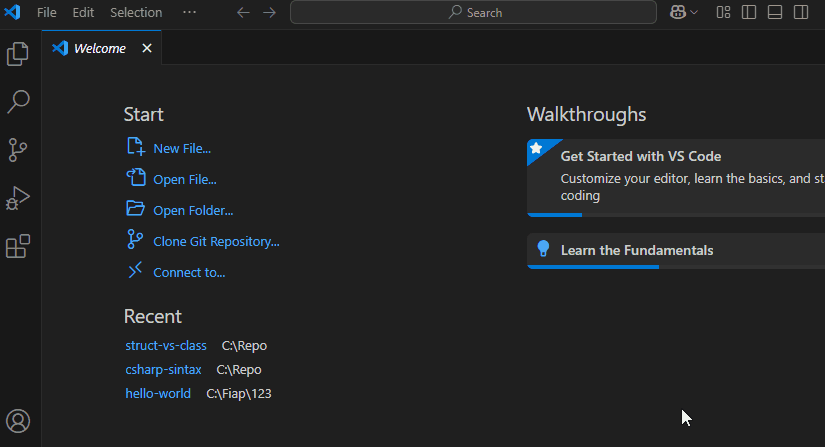 File Edit Selection ··· Search
Welcome
Start
New File...
Open File...
Open Folder...
Clone Git Repository...
Connect to...
Recent
struct-vs-class C:\Repo
csharp-sintax C:\Repo
hello-world C:\Fiap\123
Walkthroughs
Get Started with VS Code
Customize your editor, learn the basics, and st
coding
Learn the Fundamentals